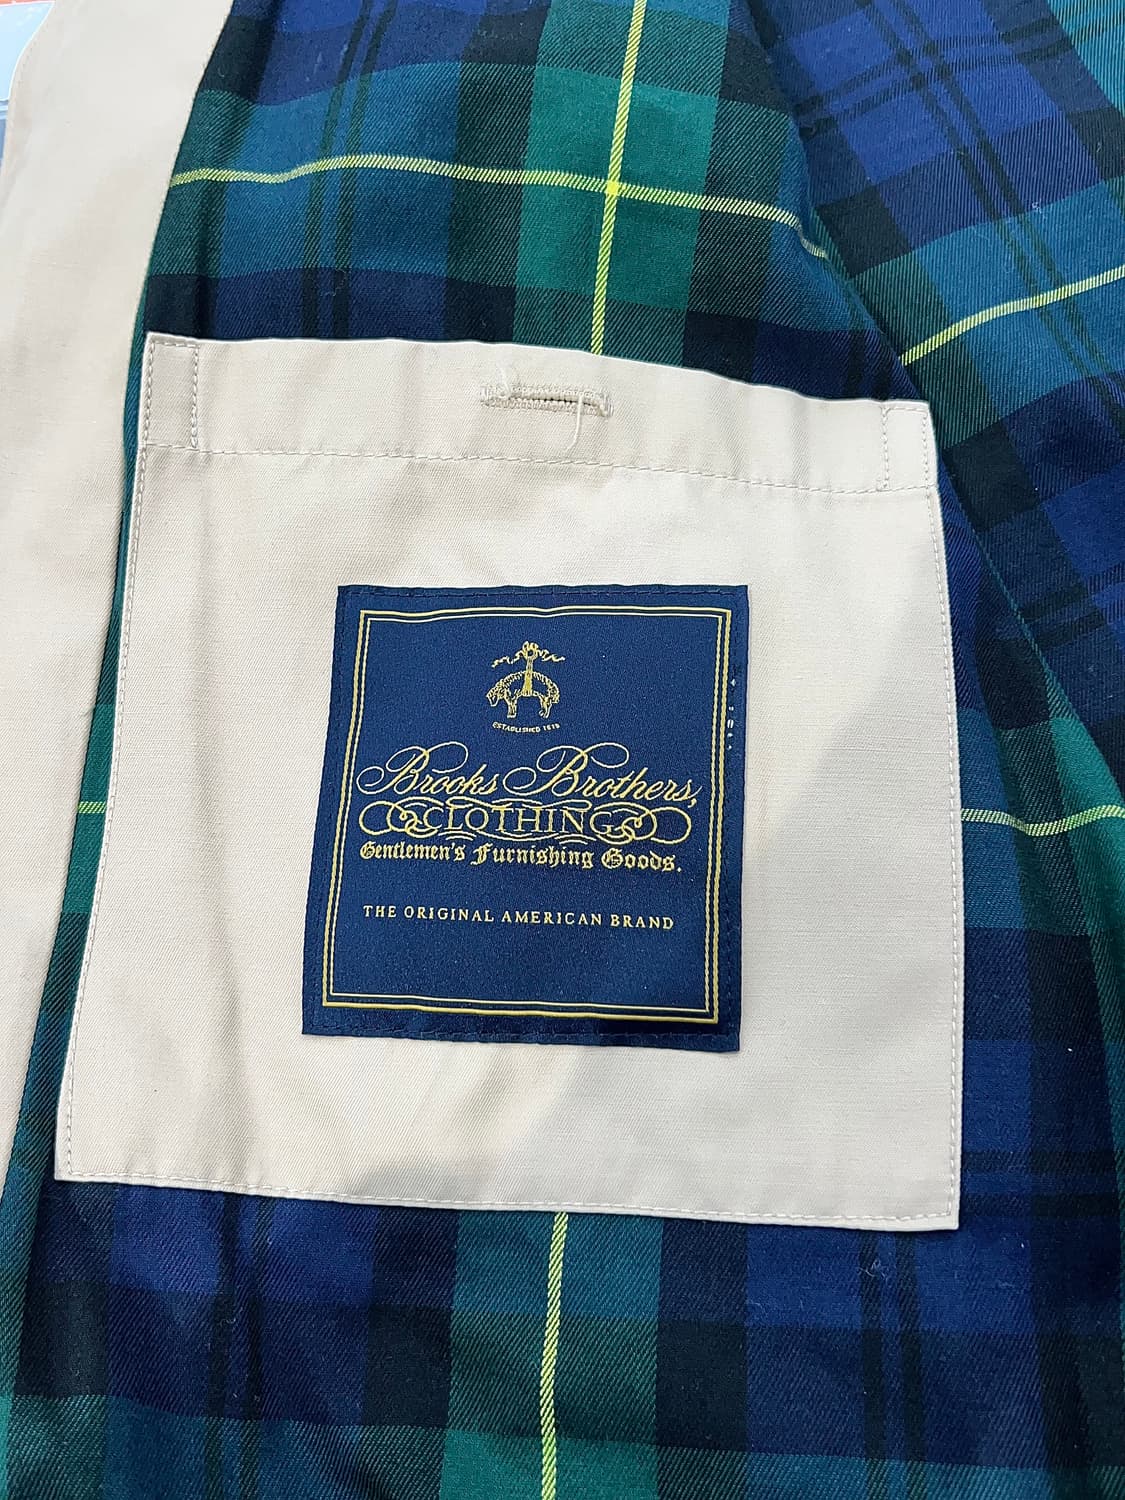 ESTABLISHED 1818
Brooks Brothers,
CLOTHING
Gentlemen's Furnishing Goods.
THE ORIGINAL AMERICAN BRAND